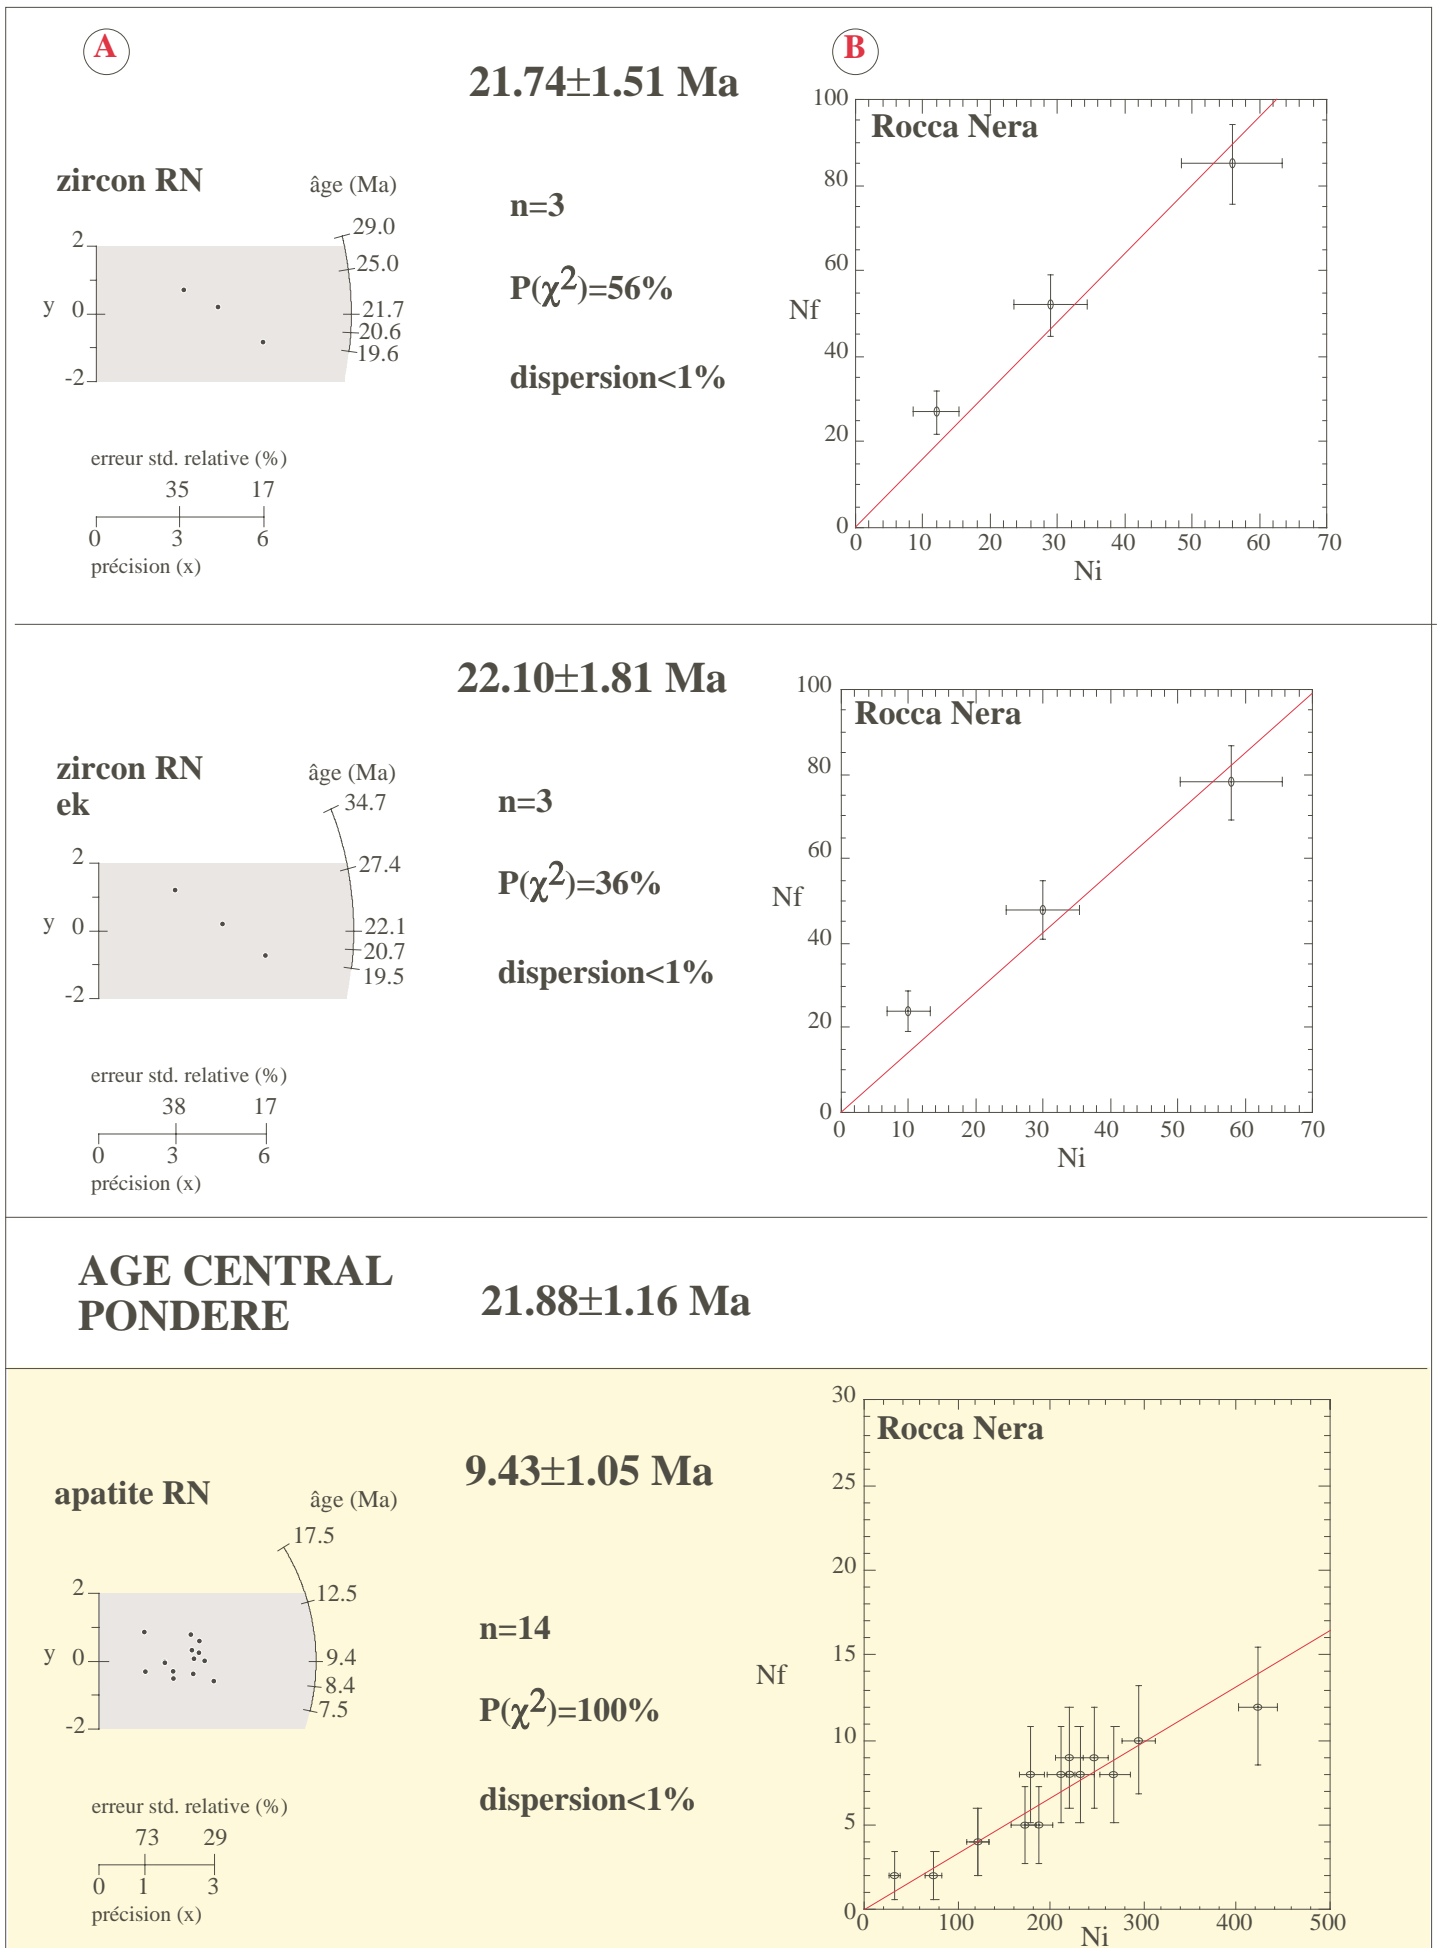 A
B
21.74±1.51 Ma
zircon RN
âge (Ma)
29.0
25.0
21.7
20.6
19.6
2
y 0
-2
n=3
P(χ2)=56%
dispersion<1%
erreur std. relative (%)
35 17
0 3 6
précision (x)
Rocca Nera
100
80
60
Nf
40
20
0
0 10 20 30 40 50 60 70
Ni
22.10±1.81 Ma
zircon RN
ek
âge (Ma)
34.7
27.4
22.1
20.7
19.5
2
y 0
-2
n=3
P(χ2)=36%
dispersion<1%
erreur std. relative (%)
38 17
0 3 6
précision (x)
Rocca Nera
100
80
60
Nf
40
20
0
0 10 20 30 40 50 60 70
Ni
AGE CENTRAL
PONDERE
21.88±1.16 Ma
9.43±1.05 Ma
apatite RN
âge (Ma)
17.5
12.5
9.4
8.4
7.5
2
y 0
-2
n=14
P(χ2)=100%
dispersion<1%
erreur std. relative (%)
73 29
0 1 3
précision (x)
Rocca Nera
30
25
20
15
Nf
10
5
0
0 100 200 300 400 500
Ni